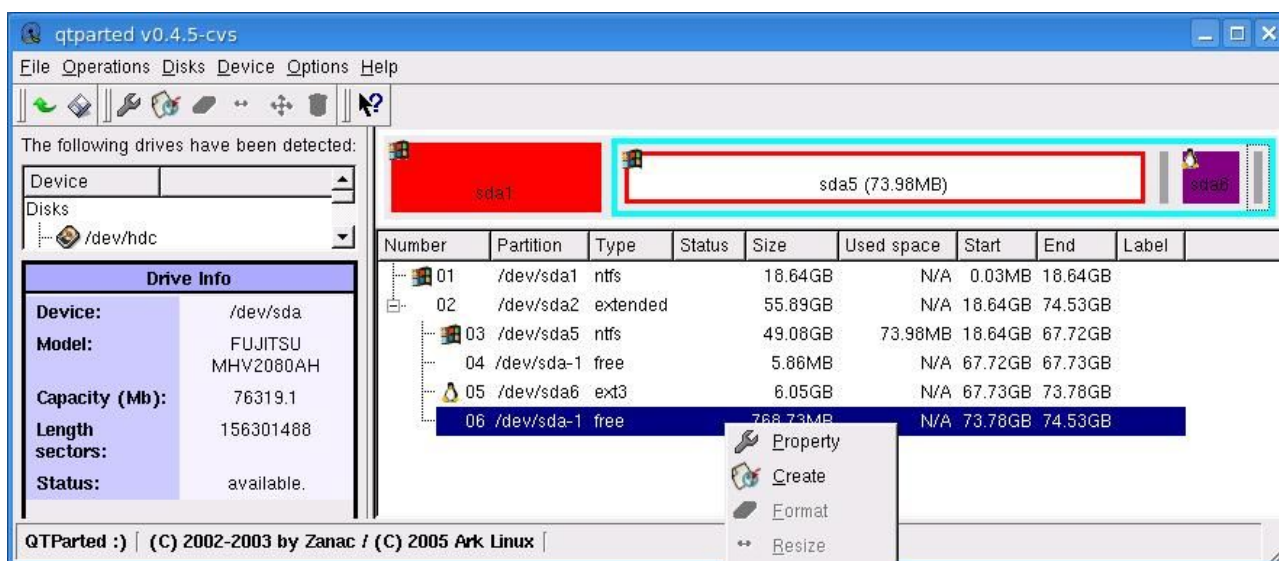 qtparted v0.4.5-cvs
File Operations Disks Device Options Help
The following drives have been detected:
Device
Disks
/dev/hdc
Drive Info
Device: /dev/sda
Model: FUJITSU MHV2080AH
Capacity (Mb): 76319.1
Length sectors: 156301488
Status: available.
sda1
sda5 (73.98MB)
sda6
Number Partition Type Status Size Used space Start End Label
01 /dev/sda1 ntfs 18.64GB N/A 0.03MB 18.64GB
02 /dev/sda2 extended 55.89GB N/A 18.64GB 74.53GB
03 /dev/sda5 ntfs 49.08GB 73.98MB 18.64GB 67.72GB
04 /dev/sda-1 free 5.86MB N/A 67.72GB 67.73GB
05 /dev/sda6 ext3 6.05GB N/A 67.73GB 73.78GB
06 /dev/sda-1 free 768.73MB N/A 73.78GB 74.53GB
Property
Create
Format
Resize
QTParted :) (C) 2002-2003 by Zanac / (C) 2005 Ark Linux